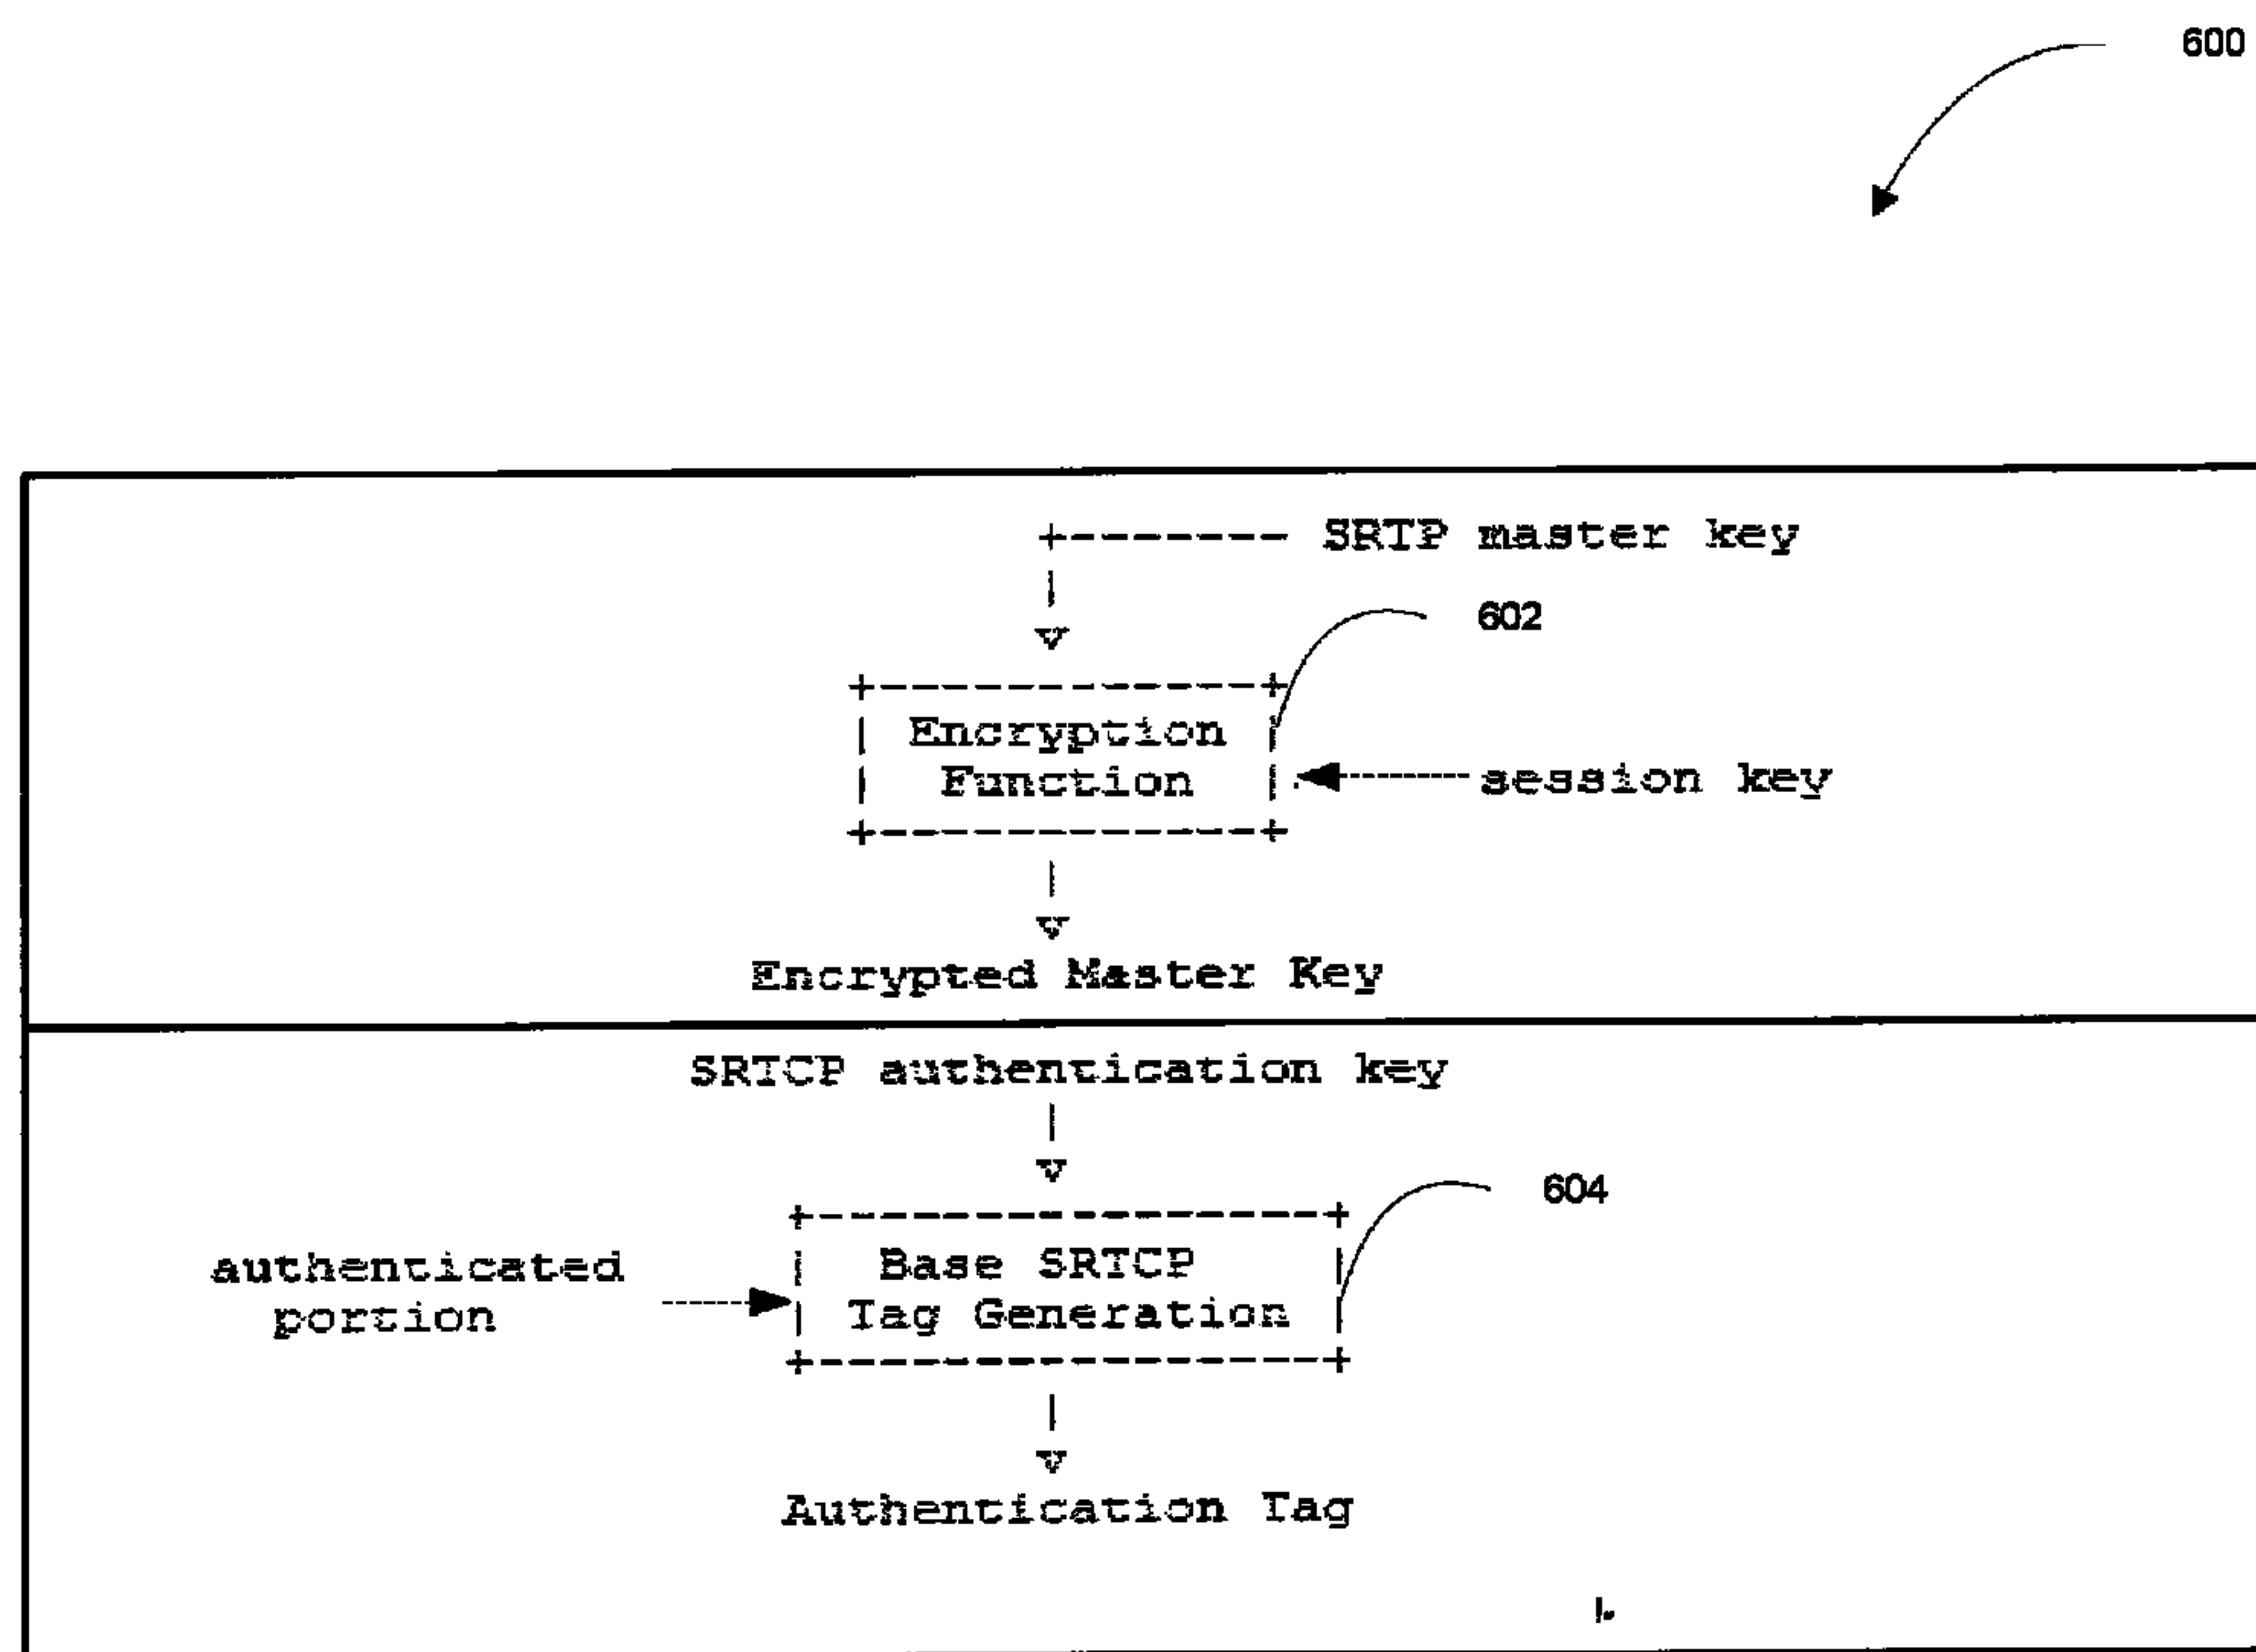 600
SRTP master key
602
Encryption
Function
session key
Encrypted Master Key
SRTCP authentication key
604
authenticated
portion
Base SRTCP
Tag Generation
Authentication Tag